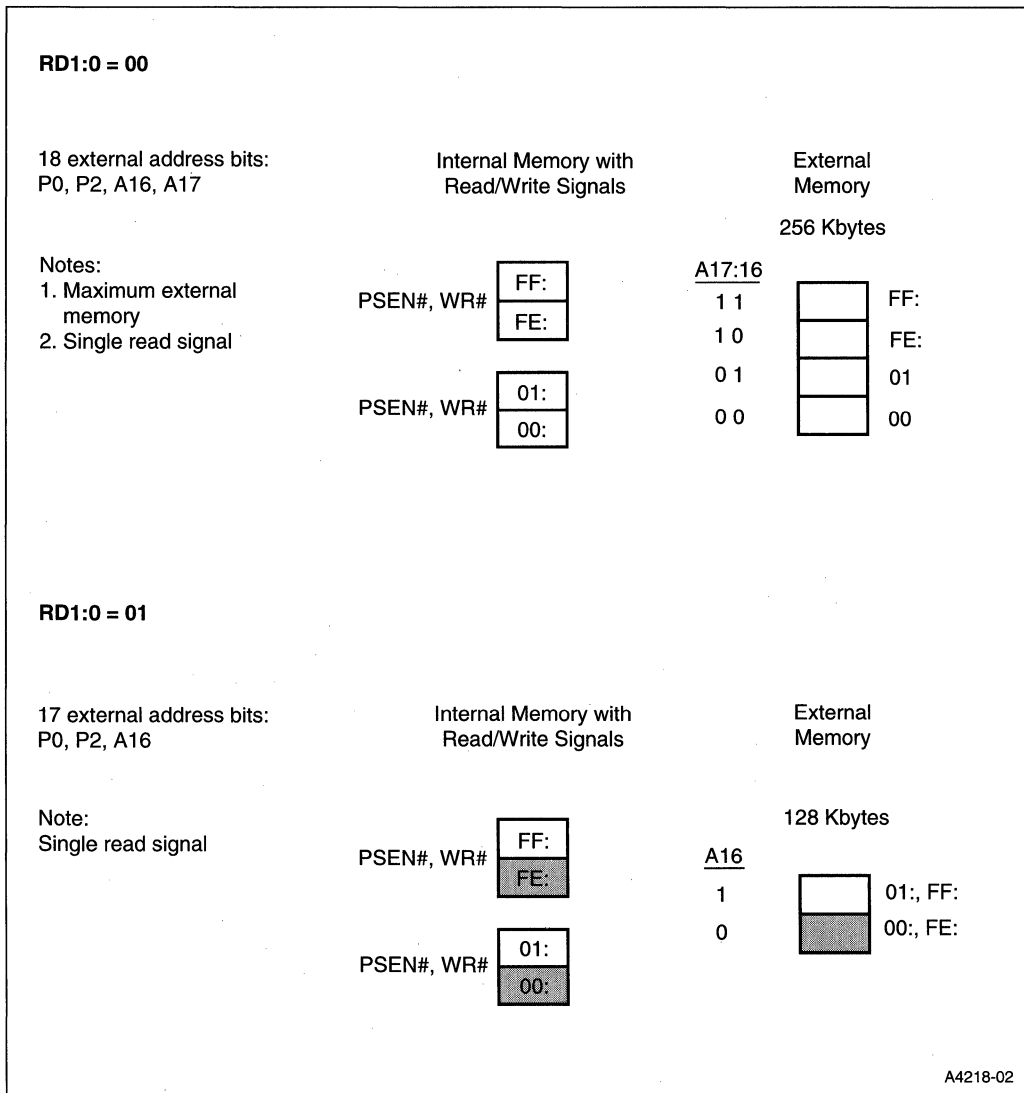 RD1:0 = 00
18 external address bits:
P0, P2, A16, A17
Internal Memory with
Read/Write Signals
External
Memory
256 Kbytes
Notes:
1. Maximum external
memory
2. Single read signal
PSEN#, WR#
FF:
FE:
PSEN#, WR#
01:
00:
A17:16
1 1
1 0
0 1
0 0
FF:
FE:
01
00
RD1:0 = 01
17 external address bits:
P0, P2, A16
Internal Memory with
Read/Write Signals
External
Memory
Note:
Single read signal
128 Kbytes
PSEN#, WR#
FF:
FE:
PSEN#, WR#
01:
00:
A16
1
0
01:, FF:
00:, FE:
A4218-02